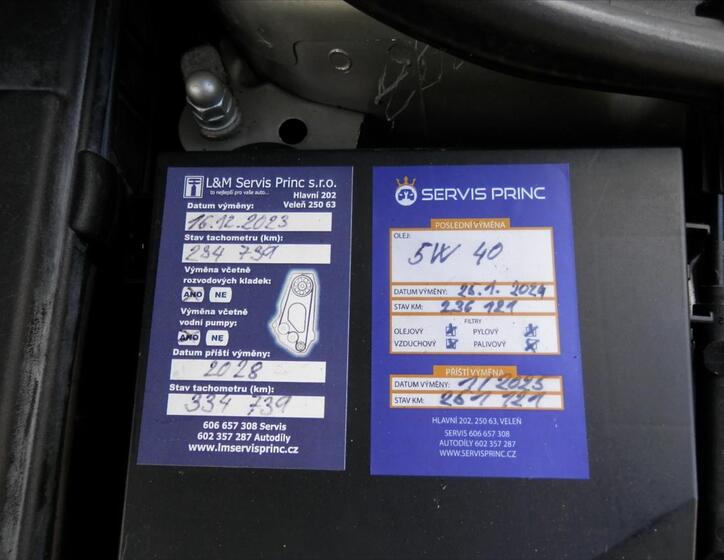 L&M Servis Princ s.r.o.
to nejlepší pro vaše auto...
Hlavní 202
Datum výměny: Veleň 250 63
16.12.2023
Stav tachometru (km):
234 739
Výměna včetně
rozvodových kladek:
ANO NE
Výměna včetně
vodní pumpy:
ANO NE
Datum příští výměny:
2028
Stav tachometru (km):
334 739
606 657 308 Servis
602 357 287 Autodíly
www.lmservisprinc.cz
SERVIS PRINC
POSLEDNÍ VÝMĚNA
OLEJ:
5W 40
DATUM VÝMĚNY: 26.1.2024
STAV KM: 236 121
FILTRY
OLEJOVÝ PYLOVÝ
VZDUCHOVÝ PALIVOVÝ
PŘÍŠTÍ VÝMĚNA
DATUM VÝMĚNY: 1/2025
STAV KM: 261 121
HLAVNÍ 202, 250 63, VELEŇ
SERVIS 606 657 308
AUTODÍLY 602 357 287
WWW.SERVISPRINC.CZ